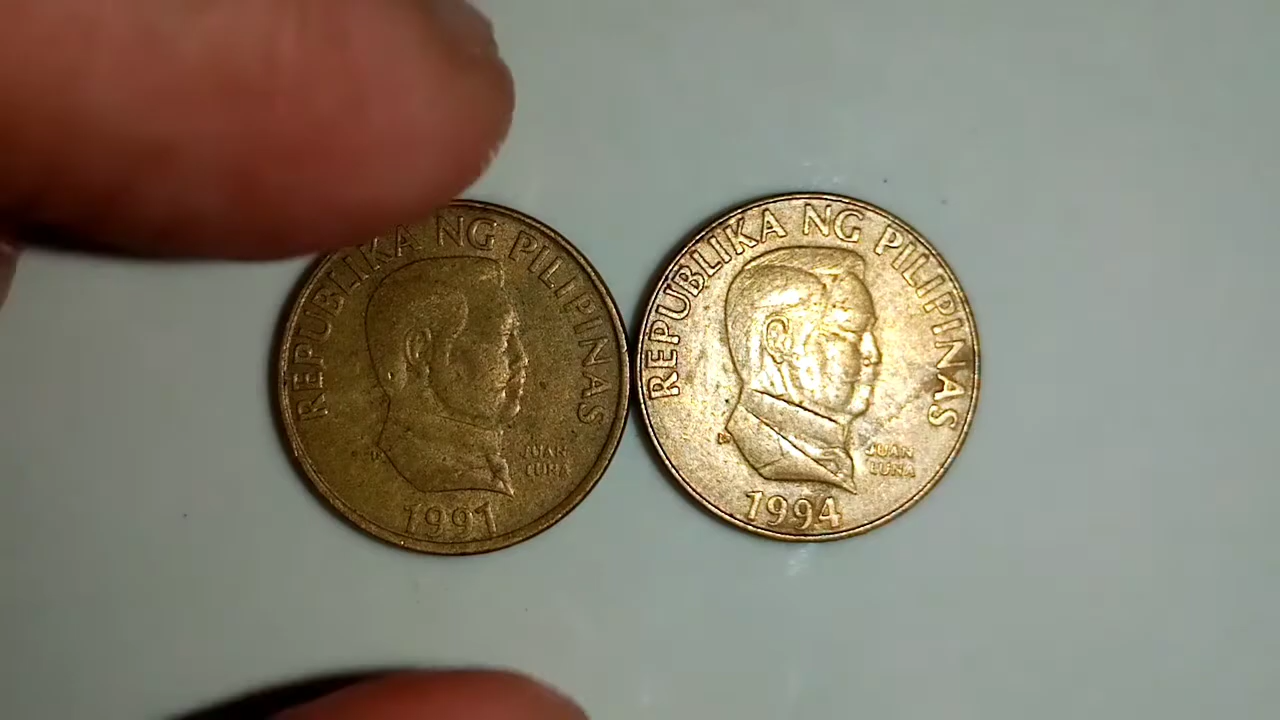 REPUBLIKA NG PILIPINAS
JUAN
LUNA
1991
REPUBLIKA NG PILIPINAS
JUAN
LUNA
1994